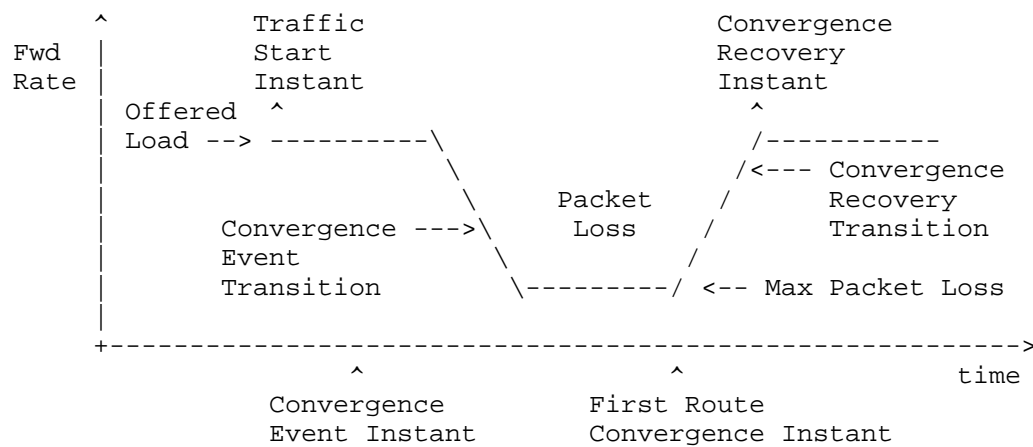 ^ Traffic Convergence
Fwd | Start Recovery
Rate | Instant Instant
| Offered ^ ^
| Load --> ----------\ /-----------
| \ /<--- Convergence
| \ Packet / Recovery
| Convergence --->\ Loss / Transition
| Event \ /
| Transition \---------/ <-- Max Packet Loss
|
+--------------------------------------------------------->
^ ^ time
Convergence First Route
Event Instant Convergence Instant